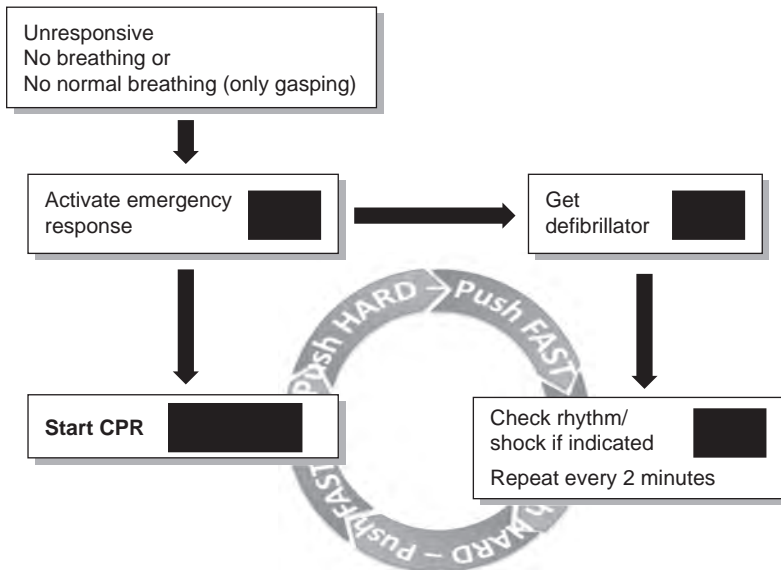 Unresponsive
No breathing or
No normal breathing (only gasping)
Activate emergency
response
Get
defibrillator
Push HARD – Push FAST
Start CPR
Check rhythm/
shock if indicated
Repeat every 2 minutes
HARD – Push FAST